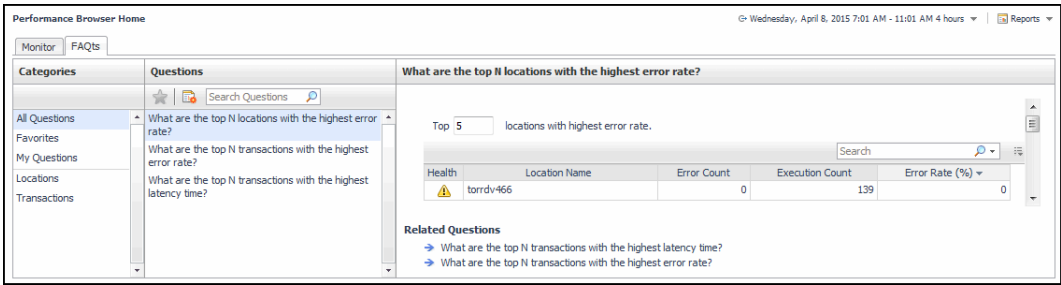 Performance Browser Home
Wednesday, April 8, 2015 7:01 AM - 11:01 AM 4 hours
Reports
Monitor
FAQts
Categories
All Questions
Favorites
My Questions
Locations
Transactions
Questions
Search Questions
What are the top N locations with the highest error
rate?
What are the top N transactions with the highest
error rate?
What are the top N transactions with the highest
latency time?
What are the top N locations with the highest error rate?
Top 5 locations with highest error rate.
Search
Health Location Name Error Count Execution Count Error Rate (%)
torrdv466 0 139 0
Related Questions
What are the top N transactions with the highest latency time?
What are the top N transactions with the highest error rate?